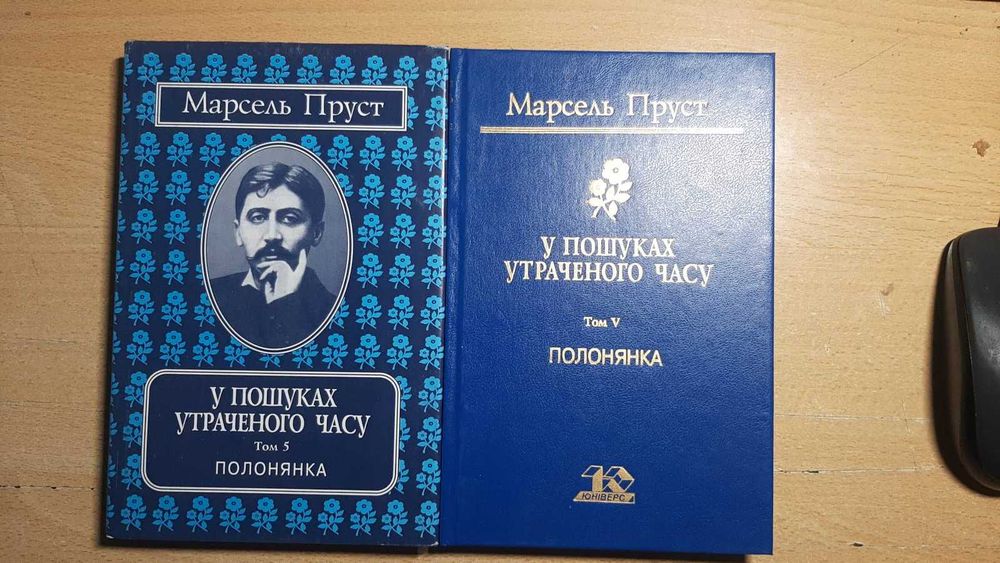 Марсель Пруст
У ПОШУКАХ
УТРАЧЕНОГО ЧАСУ
Том 5
ПОЛОНЯНКА
Марсель Пруст
У ПОШУКАХ
УТРАЧЕНОГО ЧАСУ
Том V
ПОЛОНЯНКА
ЮНІВЕРС